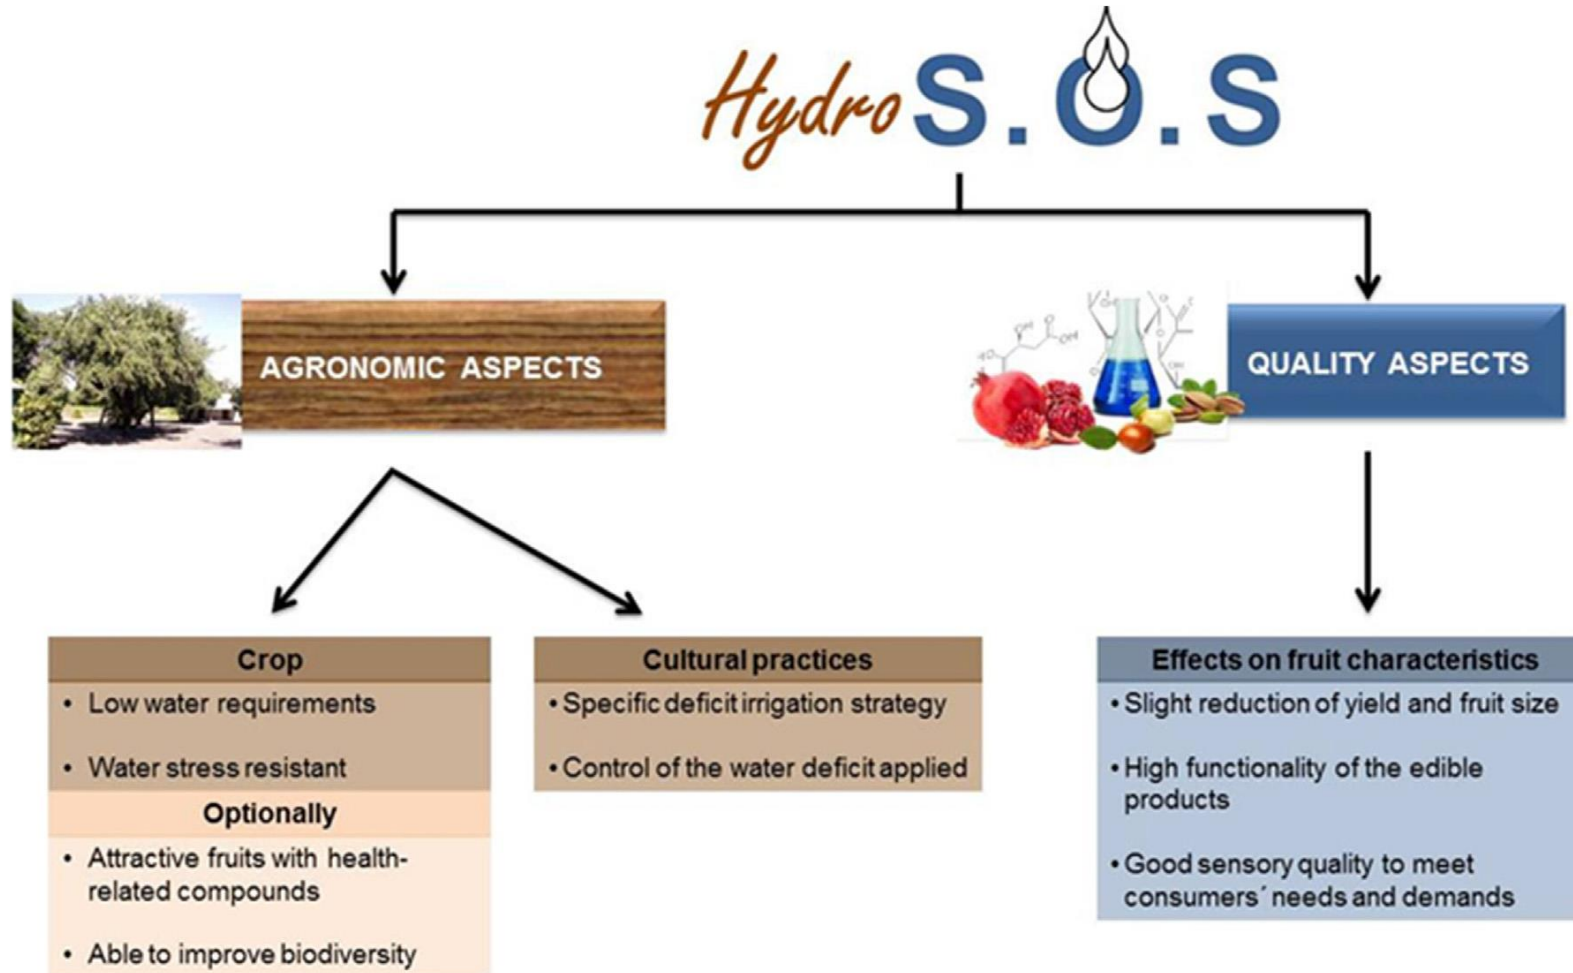 Hydro S.O.S
AGRONOMIC ASPECTS
QUALITY ASPECTS
Crop
• Low water requirements
• Water stress resistant
Optionally
• Attractive fruits with health-
related compounds
• Able to improve biodiversity
Cultural practices
• Specific deficit irrigation strategy
• Control of the water deficit applied
Effects on fruit characteristics
• Slight reduction of yield and fruit size
• High functionality of the edible
products
• Good sensory quality to meet
consumers´ needs and demands